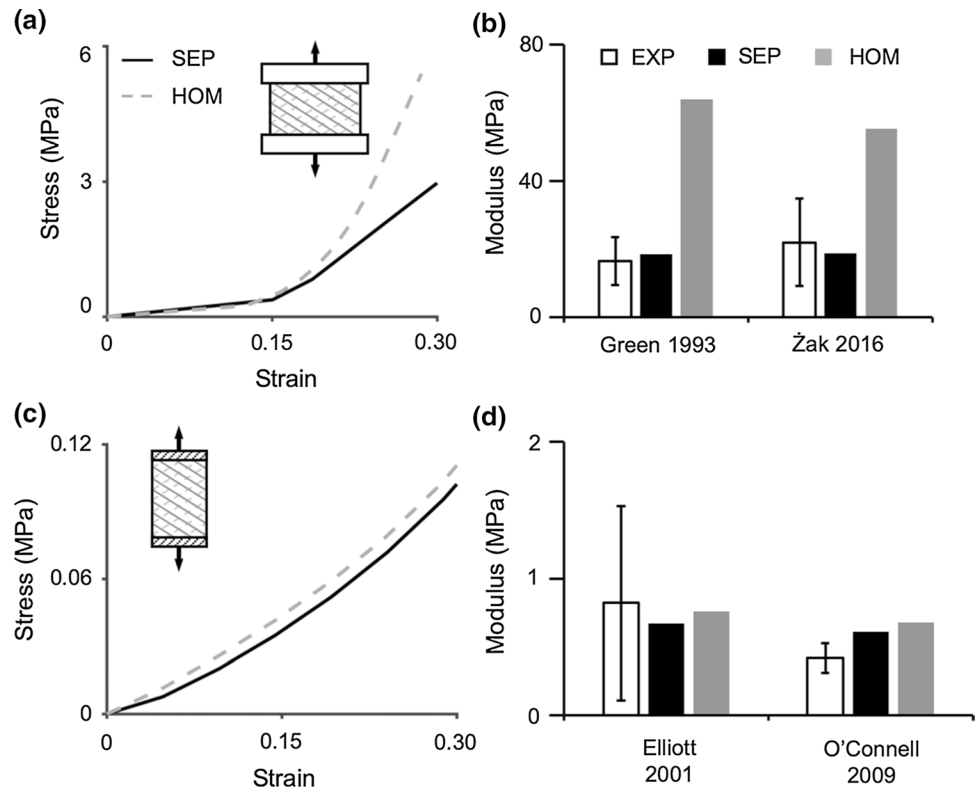 (a)
6
3
0
Stress (MPa)
SEP
HOM
0
0.15
0.30
Strain
(b)
80
40
0
Modulus (MPa)
EXP
SEP
HOM
Green 1993
Żak 2016
(c)
0.12
0.06
0
Stress (MPa)
0
0.15
0.30
Strain
(d)
2
1
0
Modulus (MPa)
Elliott
2001
O'Connell
2009